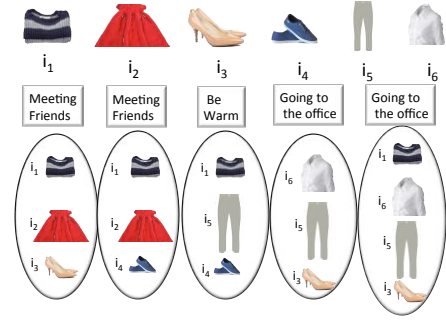 i1 i2 i3 i4 i5 i6
Meeting Friends
Meeting Friends
Be Warm
Going to the office
Going to the office
i1
i2
i3
i1
i2
i4
i1
i5
i4
i6
i5
i3
i1
i6
i5
i3